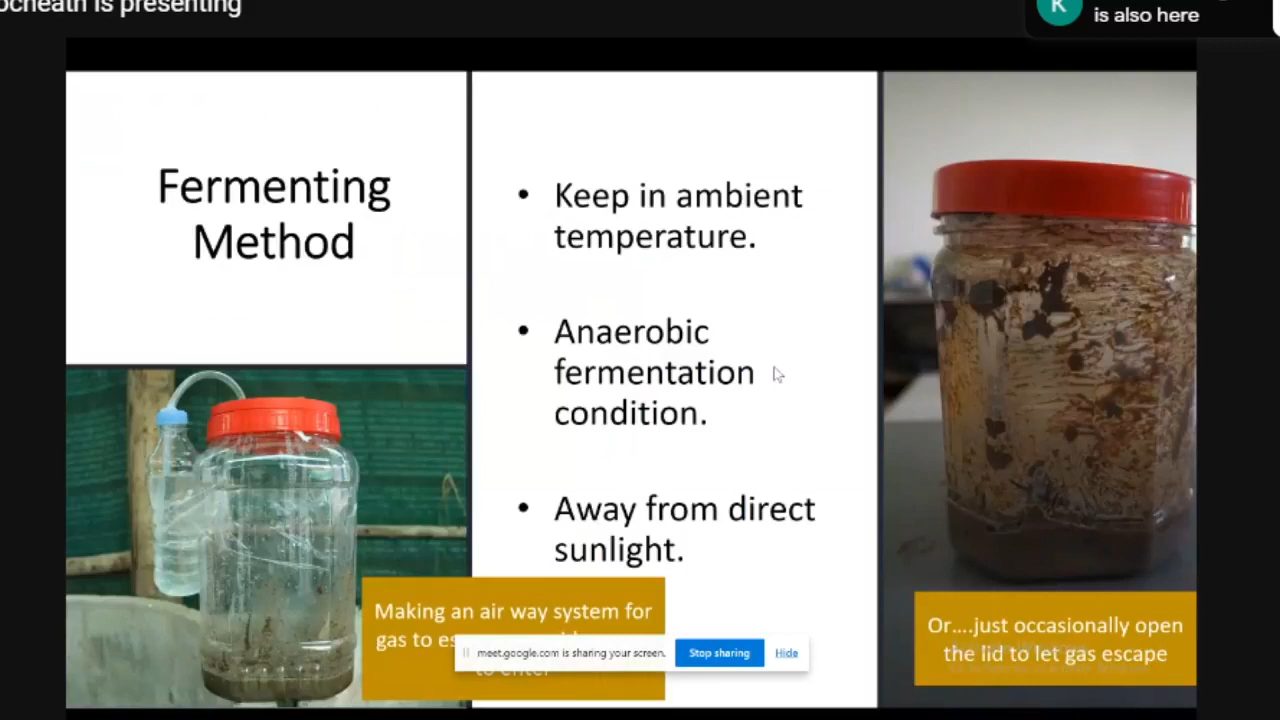 ocheath is presenting
K
is also here
Fermenting
Method
• Keep in ambient
temperature.
• Anaerobic
fermentation
condition.
• Away from direct
sunlight.
Making an air way system for
gas to
to enter
meet.google.com is sharing your screen.
Stop sharing
Hide
Or....just occasionally open
the lid to let gas escape